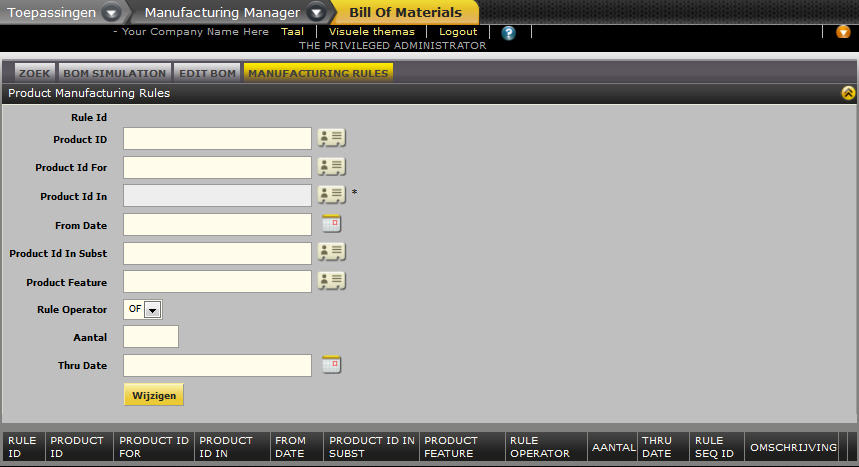 Toepassingen Manufacturing Manager Bill Of Materials
- Your Company Name Here Taal Visuele themas Logout ?
THE PRIVILEGED ADMINISTRATOR
ZOEK BOM SIMULATION EDIT BOM MANUFACTURING RULES
Product Manufacturing Rules
Rule Id
Product ID
Product Id For
Product Id In *
From Date
Product Id In Subst
Product Feature
Rule Operator OF
Aantal
Thru Date
Wijzigen
RULE ID PRODUCT ID PRODUCT ID FOR PRODUCT ID IN FROM DATE PRODUCT ID IN SUBST PRODUCT FEATURE RULE OPERATOR AANTAL THRU DATE RULE SEQ ID OMSCHRIJVING